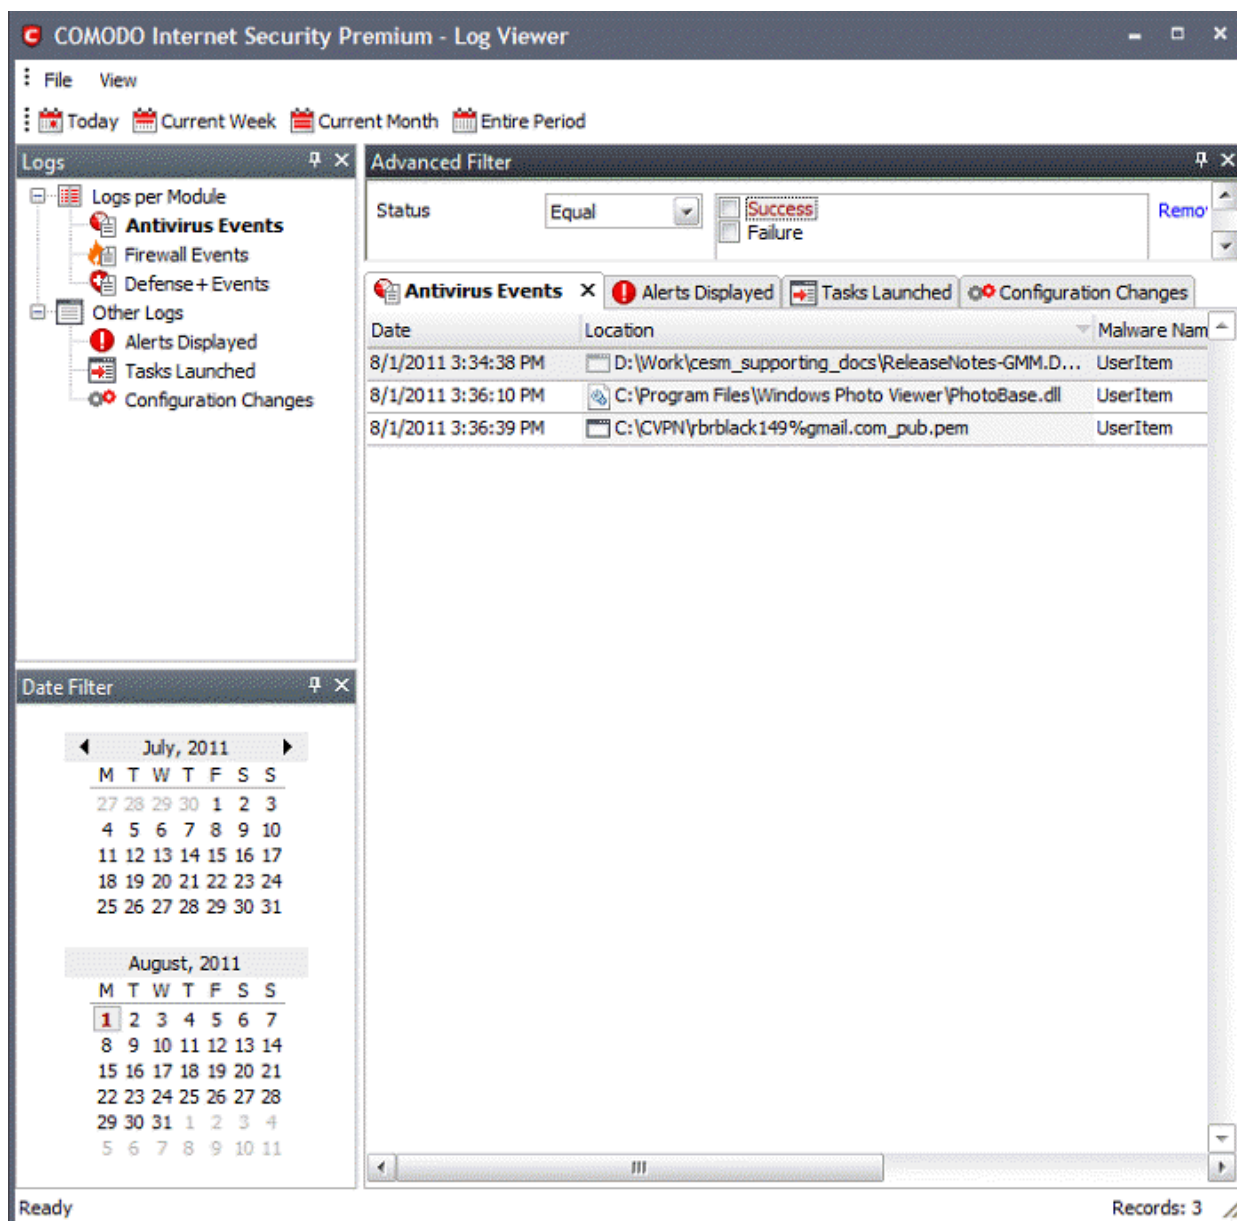 COMODO Internet Security Premium - Log Viewer
File View
Today Current Week Current Month Entire Period
Logs
Logs per Module
Antivirus Events
Firewall Events
Defense+ Events
Other Logs
Alerts Displayed
Tasks Launched
Configuration Changes
Advanced Filter
Status Equal Success Remo
Failure
Antivirus Events Alerts Displayed Tasks Launched Configuration Changes
Date Location Malware Nam
8/1/2011 3:34:38 PM D:\Work\cesm_supporting_docs\ReleaseNotes-GMM.D... UserItem
8/1/2011 3:36:10 PM C:\Program Files\Windows Photo Viewer\PhotoBase.dll UserItem
8/1/2011 3:36:39 PM C:\CVPN\rbrblack149%gmail.com_pub.pem UserItem
Date Filter
July, 2011
M T W T F S S
27 28 29 30 1 2 3
4 5 6 7 8 9 10
11 12 13 14 15 16 17
18 19 20 21 22 23 24
25 26 27 28 29 30 31
August, 2011
M T W T F S S
1 2 3 4 5 6 7
8 9 10 11 12 13 14
15 16 17 18 19 20 21
22 23 24 25 26 27 28
29 30 31 1 2 3 4
5 6 7 8 9 10 11
Ready Records: 3